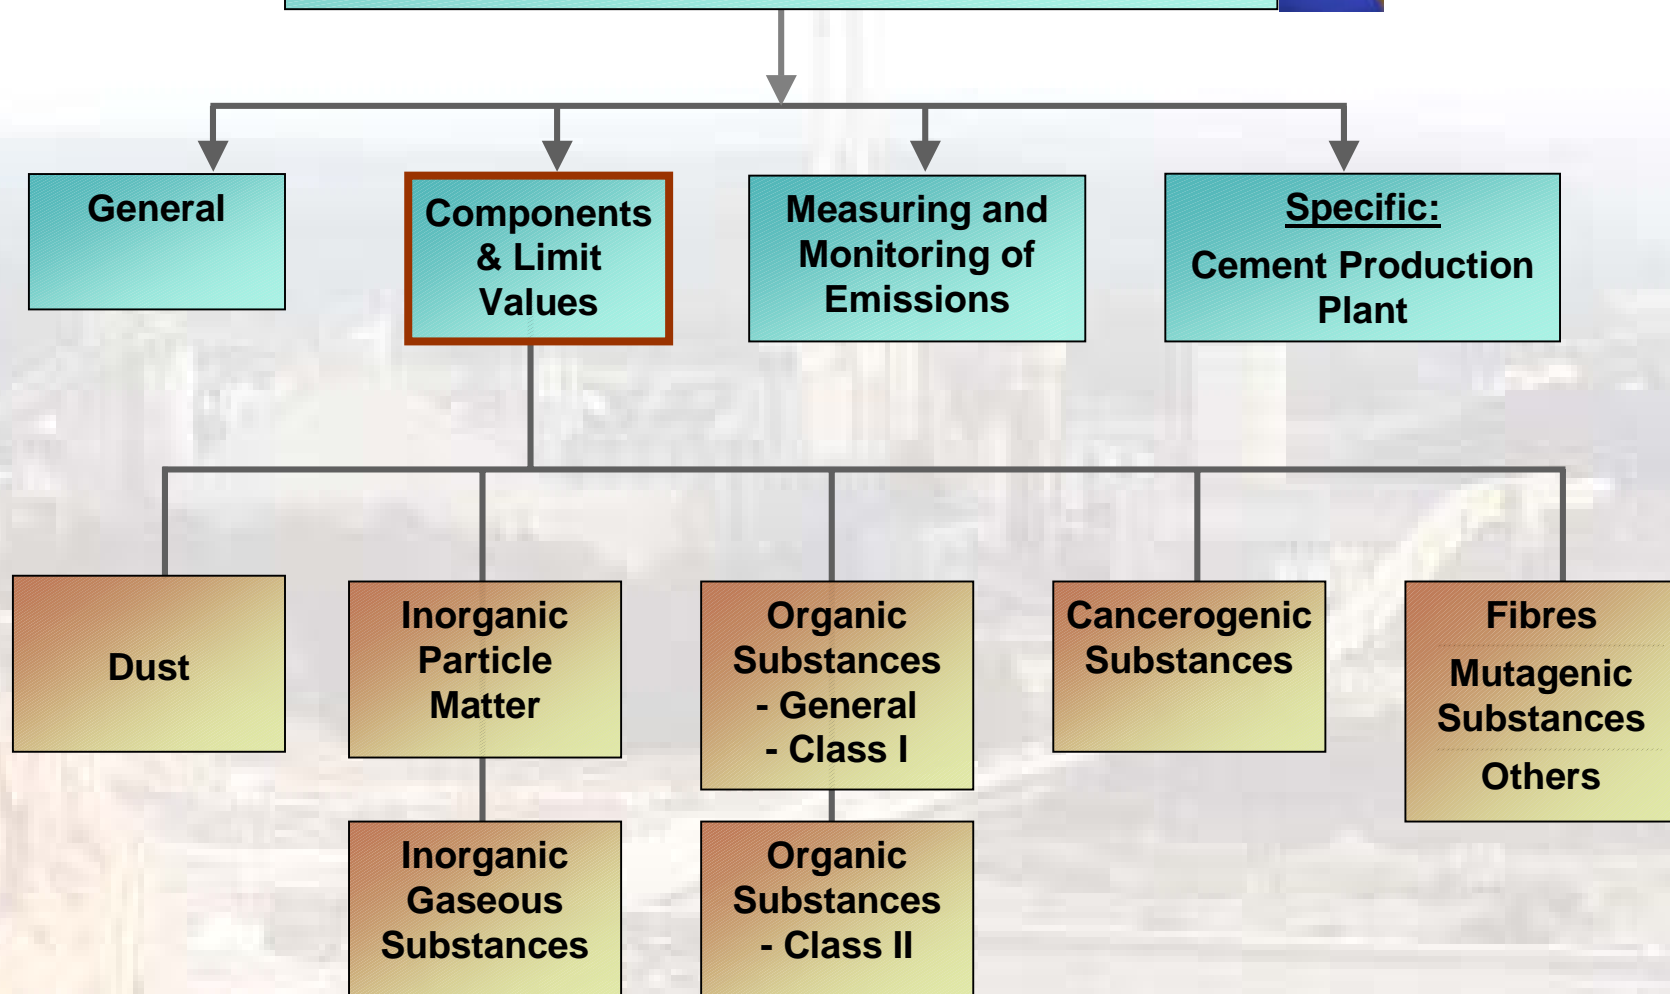 General
Components
& Limit
Values
Measuring and
Monitoring of
Emissions
Specific:
Cement Production
Plant
Dust
Inorganic
Particle
Matter
Organic
Substances
- General
- Class I
Cancerogenic
Substances
Fibres
Mutagenic
Substances
Others
Inorganic
Gaseous
Substances
Organic
Substances
- Class II